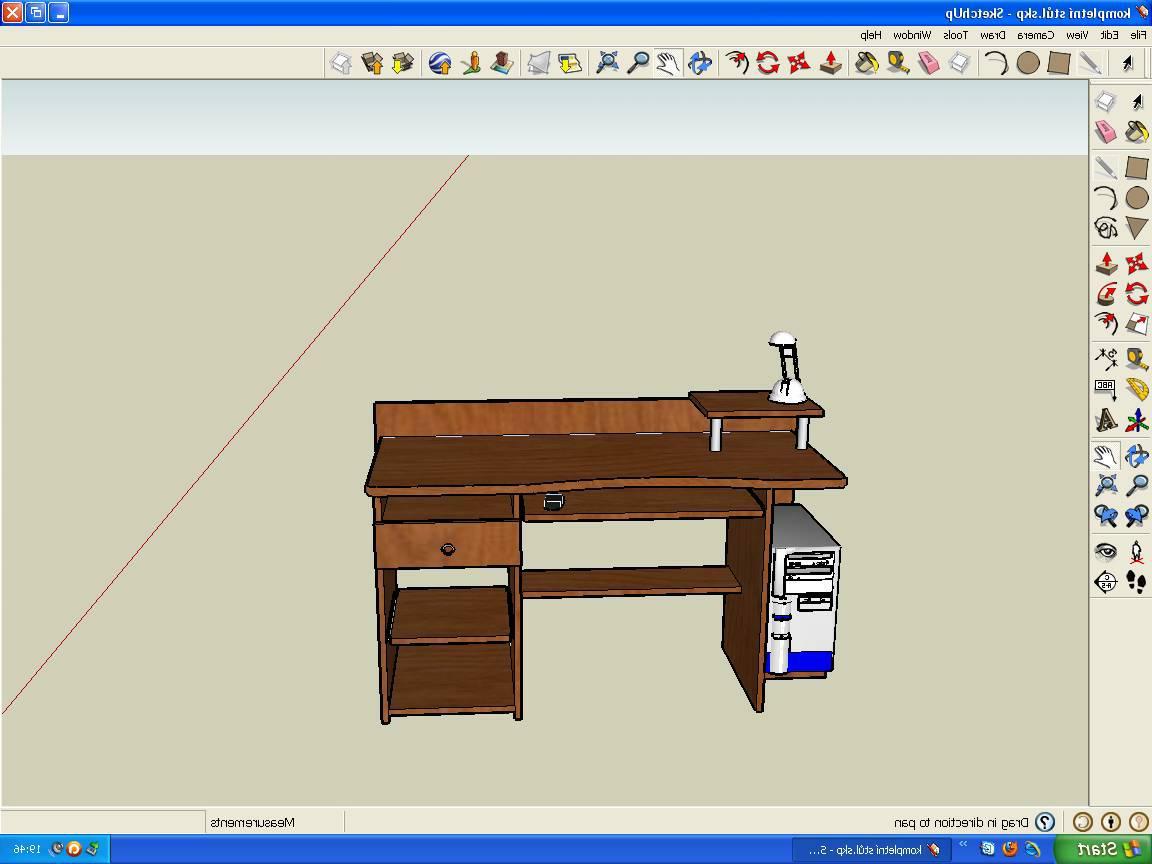 kompletní stůl.skp - SketchUp
File Edit View Camera Draw Tools Window Help
ABC
Drag in direction to pan
Measurements
Start
kompletní stůl.skp - S...
19:46